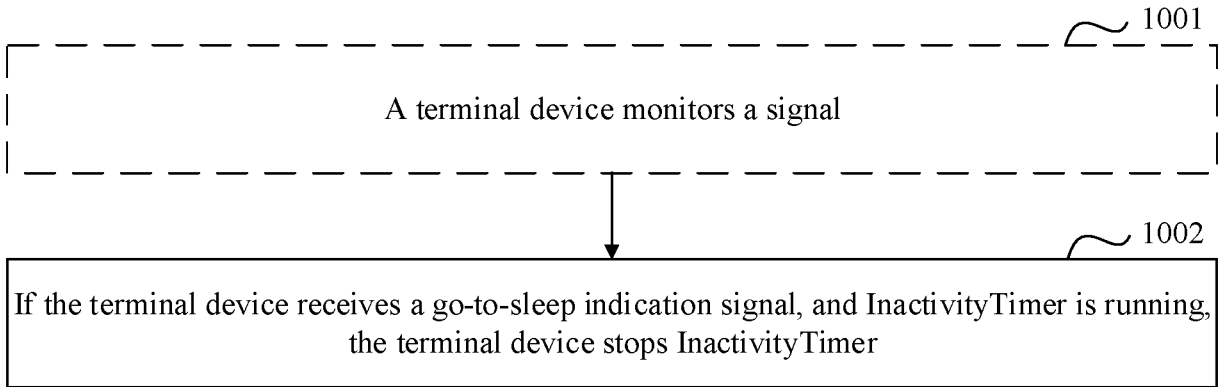 1001
A terminal device monitors a signal
1002
If the terminal device receives a go-to-sleep indication signal, and InactivityTimer is running,
the terminal device stops InactivityTimer